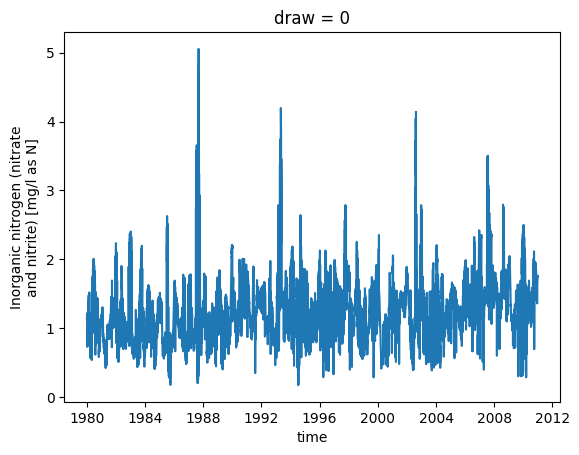 draw = 0
Inorganic nitrogen (nitrate
and nitrite) [mg/l as N]
5
4
3
2
1
0
1980 1984 1988 1992 1996 2000 2004 2008 2012
time